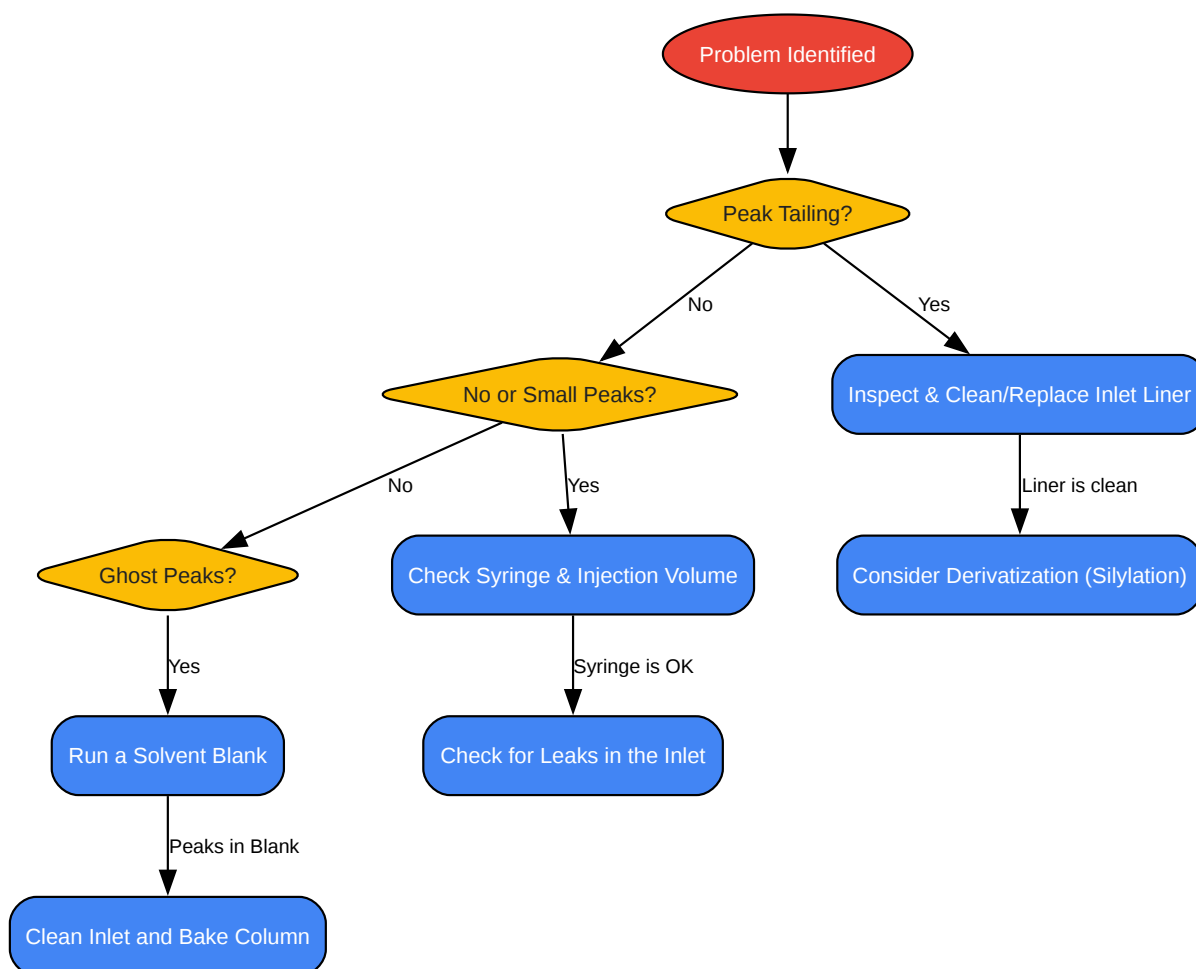 Problem Identified
Peak Tailing?
No
Yes
No or Small Peaks?
Inspect & Clean/Replace Inlet Liner
No
Yes
Liner is clean
Ghost Peaks?
Check Syringe & Injection Volume
Consider Derivatization (Silylation)
Yes
Syringe is OK
Run a Solvent Blank
Check for Leaks in the Inlet
Peaks in Blank
Clean Inlet and Bake Column